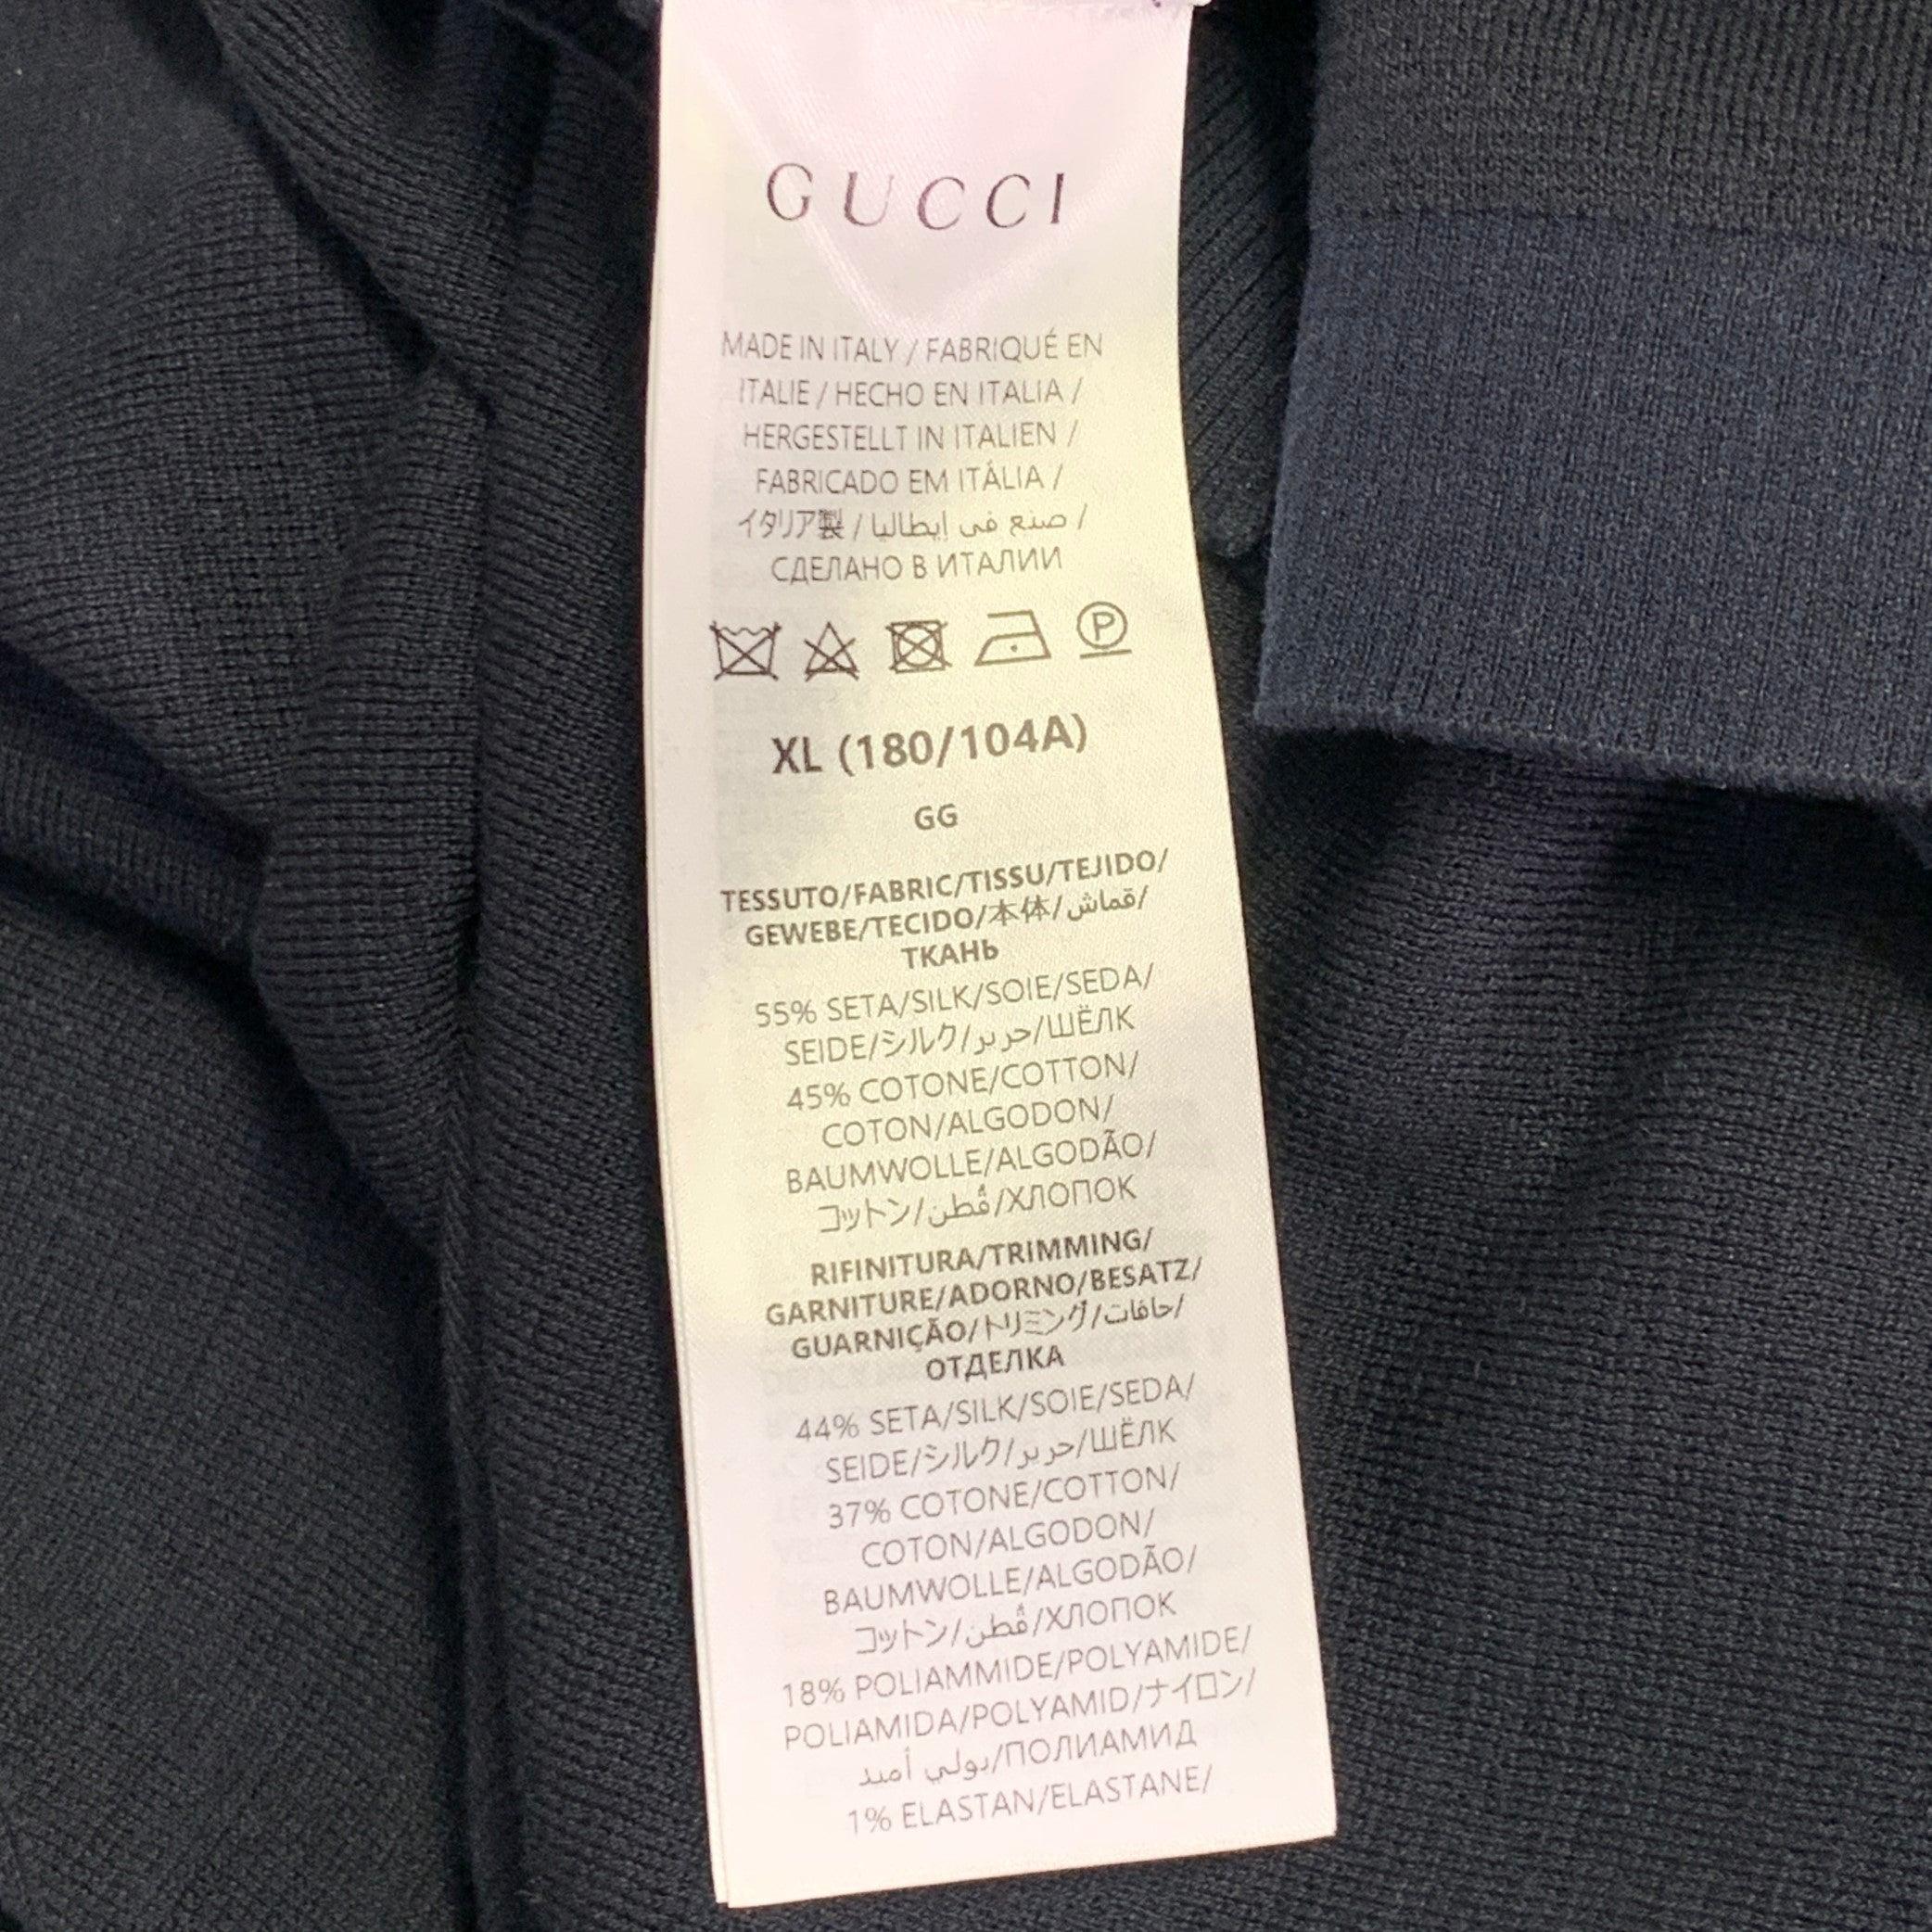 GUCCI
MADE IN ITALY / FABRIQUÉ EN
ITALIE / HECHO EN ITALIA /
HERGESTELLT IN ITALIEN /
FABRICADO EM ITÁLIA /
イタリア製 / صنع في إيطاليا /
СДЕЛАНО В ИТАЛИИ
P
XL (180/104A)
GG
TESSUTO/FABRIC/TISSU/TEJIDO/
GEWEBE/TECIDO/本体/قماش/
ТКАНЬ
55% SETA/SILK/SOIE/SEDA/
SEIDE/シルク/حرير/ШЁЛК
45% COTONE/COTTON/
COTON/ALGODON/
BAUMWOLLE/ALGODÃO/
コットン/قُطن/ХЛОПОК
RIFINITURA/TRIMMING/
GARNITURE/ADORNO/BESATZ/
GUARNIÇÃO/トリミング/حافات/
ОТДЕЛКА
44% SETA/SILK/SOIE/SEDA/
SEIDE/シルク/حرير/ШЁЛК
37% COTONE/COTTON/
COTON/ALGODON/
BAUMWOLLE/ALGODÃO/
コットン/قُطن/ХЛОПОК
18% POLIAMMIDE/POLYAMIDE/
POLIAMIDA/POLYAMID/ナイロン/
بولي أميد/ПОЛИАМИД
1% ELASTAN/ELASTANE/